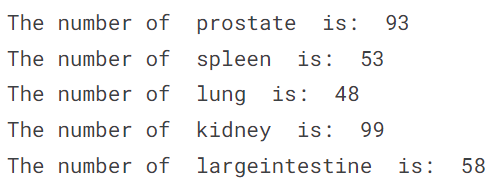 The number of  prostate  is:  93
The number of  spleen  is:  53
The number of  lung  is:  48
The number of  kidney  is:  99
The number of  largeintestine  is:  58